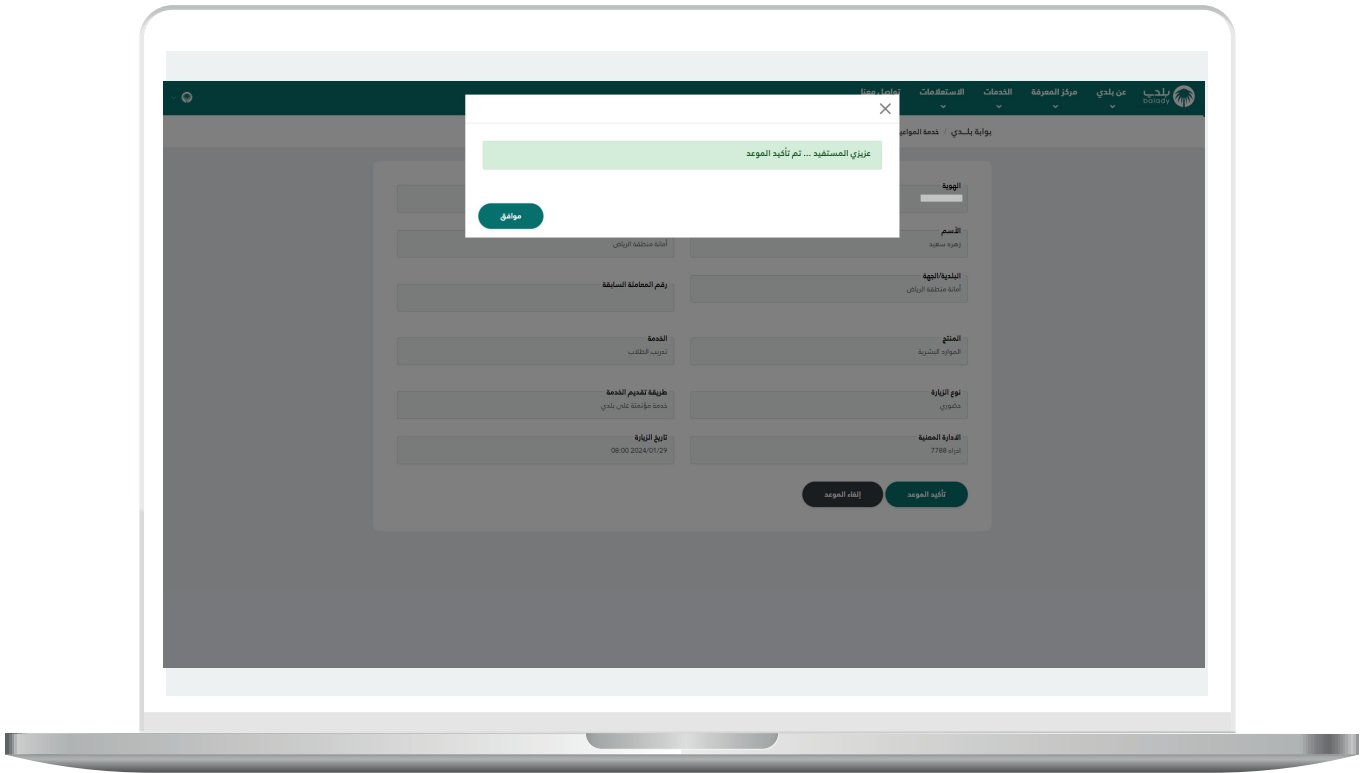 بلدي
balady
عن بلدي
مركز المعرفة
الخدمات
الاستعلامات
تواصل معنا
بوابة بلـــدي / خدمة المواعيد
عزيزي المستفيد ... تم تأكيد الموعد
موافق
الهوية
الأسم
زهره سعيد
أمانة منطقة الرياض
البلدية/الجهة
أمانة منطقة الرياض
رقم المعاملة السابقة
المنتج
الموارد البشرية
الخدمة
تدريب الطلاب
نوع الزيارة
حضوري
طريقة تقديم الخدمة
خدمة مؤتمتة على بلدي
الادارة المعنية
ادراه 7788
تاريخ الزيارة
08:00 2024/01/29
تأكيد الموعد
إلغاء الموعد